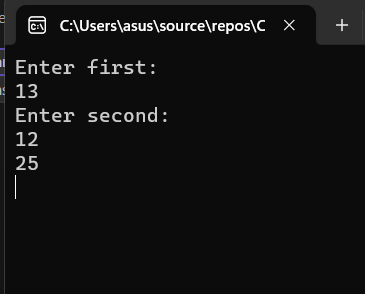 C:\Users\asus\source\repos\C
Enter first:
13
Enter second:
12
25